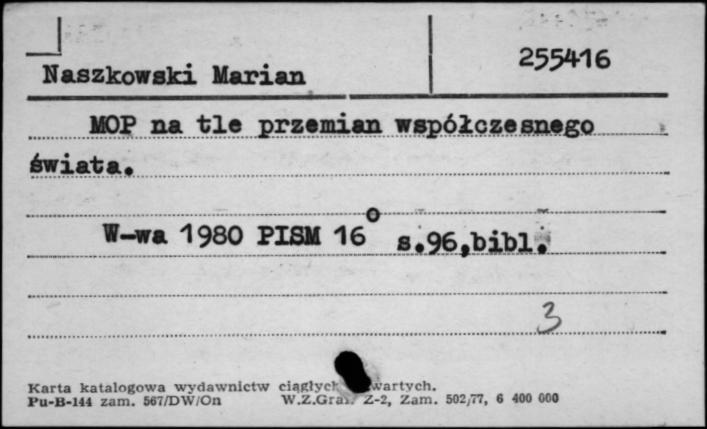 255416
Naszkowski Marian
MOP na tle przemian współczesnego
świata.
W-wa 1980 PISM 16° s.96,bibl.
3
Karta katalogowa wydawnictw
Pu-B-144 zam. 567/DW/On W.Z.Graf. Z-2, Zam. 502/77, 6 400 000